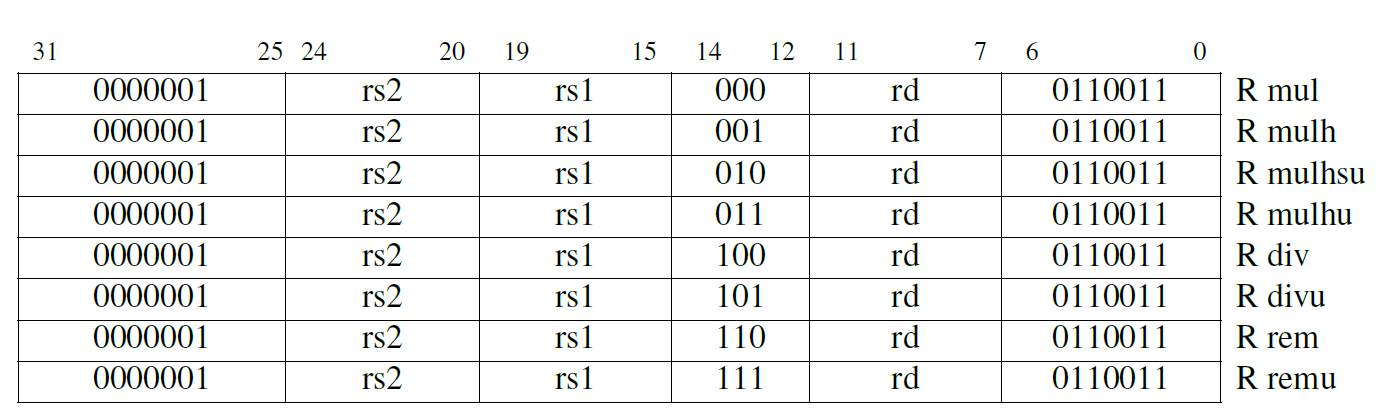 31 25 24 20 19 15 14 12 11 7 6 0
0000001 rs2 rs1 000 rd 0110011 R mul
0000001 rs2 rs1 001 rd 0110011 R mulh
0000001 rs2 rs1 010 rd 0110011 R mulhsu
0000001 rs2 rs1 011 rd 0110011 R mulhu
0000001 rs2 rs1 100 rd 0110011 R div
0000001 rs2 rs1 101 rd 0110011 R divu
0000001 rs2 rs1 110 rd 0110011 R rem
0000001 rs2 rs1 111 rd 0110011 R remu